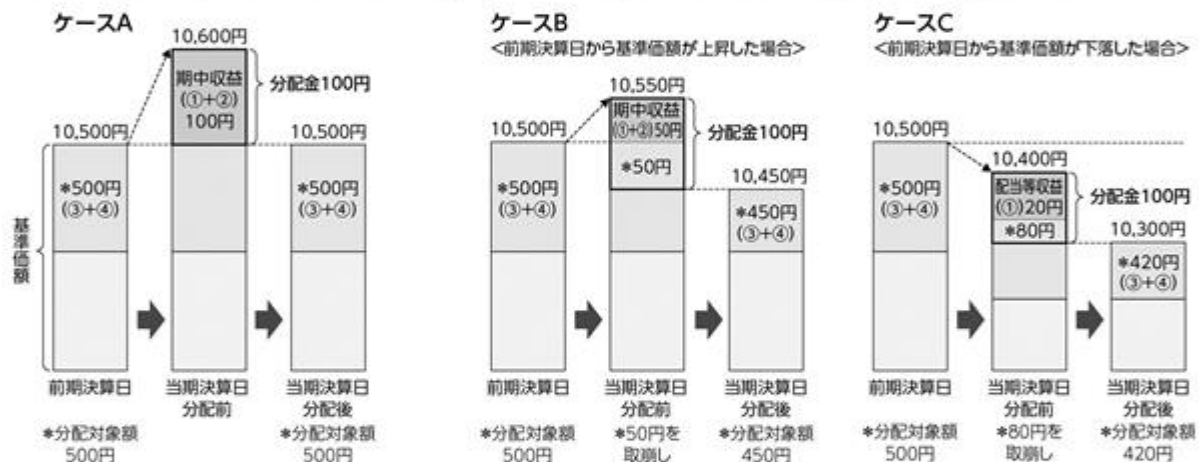 ケースA
10,600円
期中収益
(①+②)
100円
分配金100円
10,500円
10,500円
*500円
(③+④)
*500円
(③+④)
基準価額
前期決算日
当期決算日
分配前
当期決算日
分配後
*分配対象額
500円
*分配対象額
500円
ケースB
<前期決算日から基準価額が上昇した場合>
10,550円
期中収益
(①+②)50円
*50円
分配金100円
10,500円
10,450円
*500円
(③+④)
*450円
(③+④)
前期決算日
当期決算日
分配前
当期決算日
分配後
*分配対象額
500円
*50円を
取崩し
*分配対象額
450円
ケースC
<前期決算日から基準価額が下落した場合>
10,500円
10,400円
配当等収益
(①)20円
*80円
分配金100円
10,300円
*500円
(③+④)
*420円
(③+④)
前期決算日
当期決算日
分配前
当期決算日
分配後
*分配対象額
500円
*80円を
取崩し
*分配対象額
420円